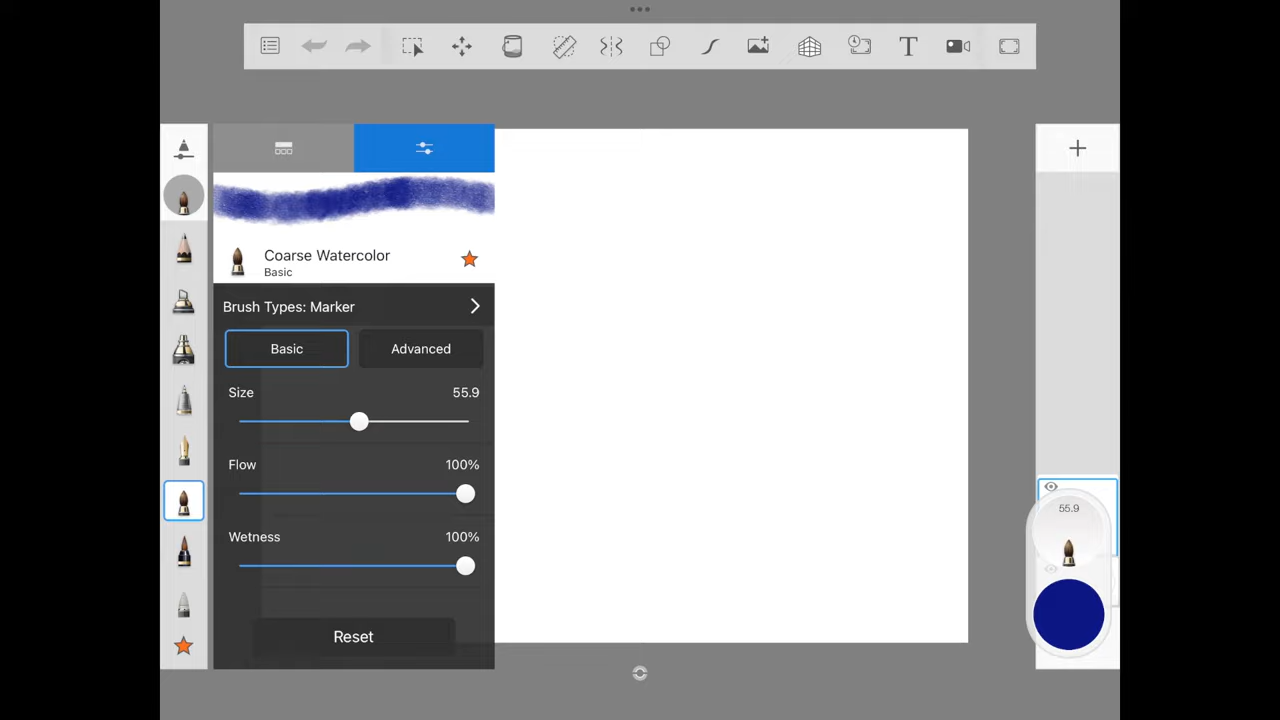 T
Coarse Watercolor
Basic
Brush Types: Marker
Basic
Advanced
Size
55.9
Flow
100%
Wetness
100%
Reset
55.9